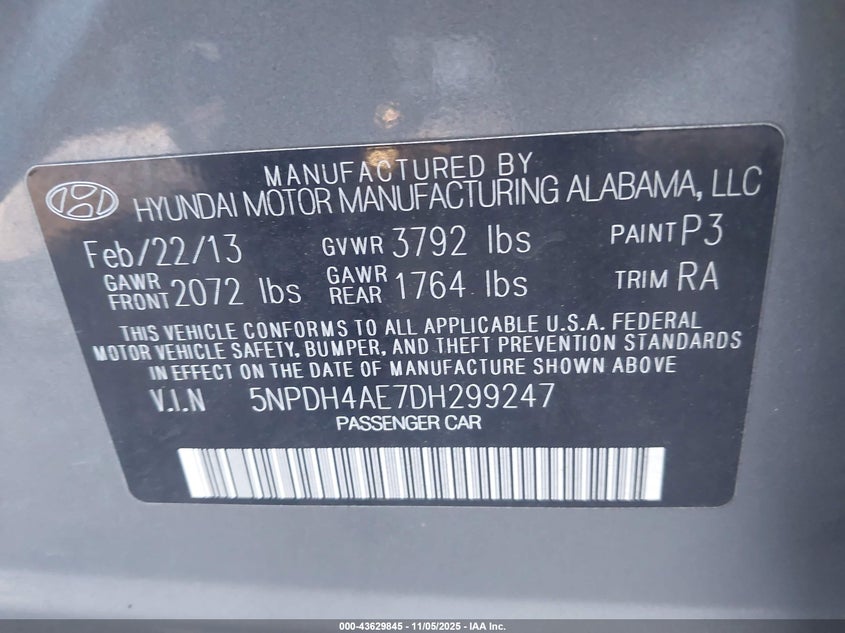 MANUFACTURED BY
HYUNDAI MOTOR MANUFACTURING ALABAMA, LLC
Feb/22/13 GVWR 3792 lbs PAINT P3
GAWR FRONT 2072 lbs GAWR REAR 1764 lbs TRIM RA
THIS VEHICLE CONFORMS TO ALL APPLICABLE U.S.A. FEDERAL
MOTOR VEHICLE SAFETY, BUMPER, AND THEFT PREVENTION STANDARDS
IN EFFECT ON THE DATE OF MANUFACTURE SHOWN ABOVE
V.I.N 5NPDH4AE7DH299247
PASSENGER CAR
000-43629845 - 11/05/2025 - IAA Inc.